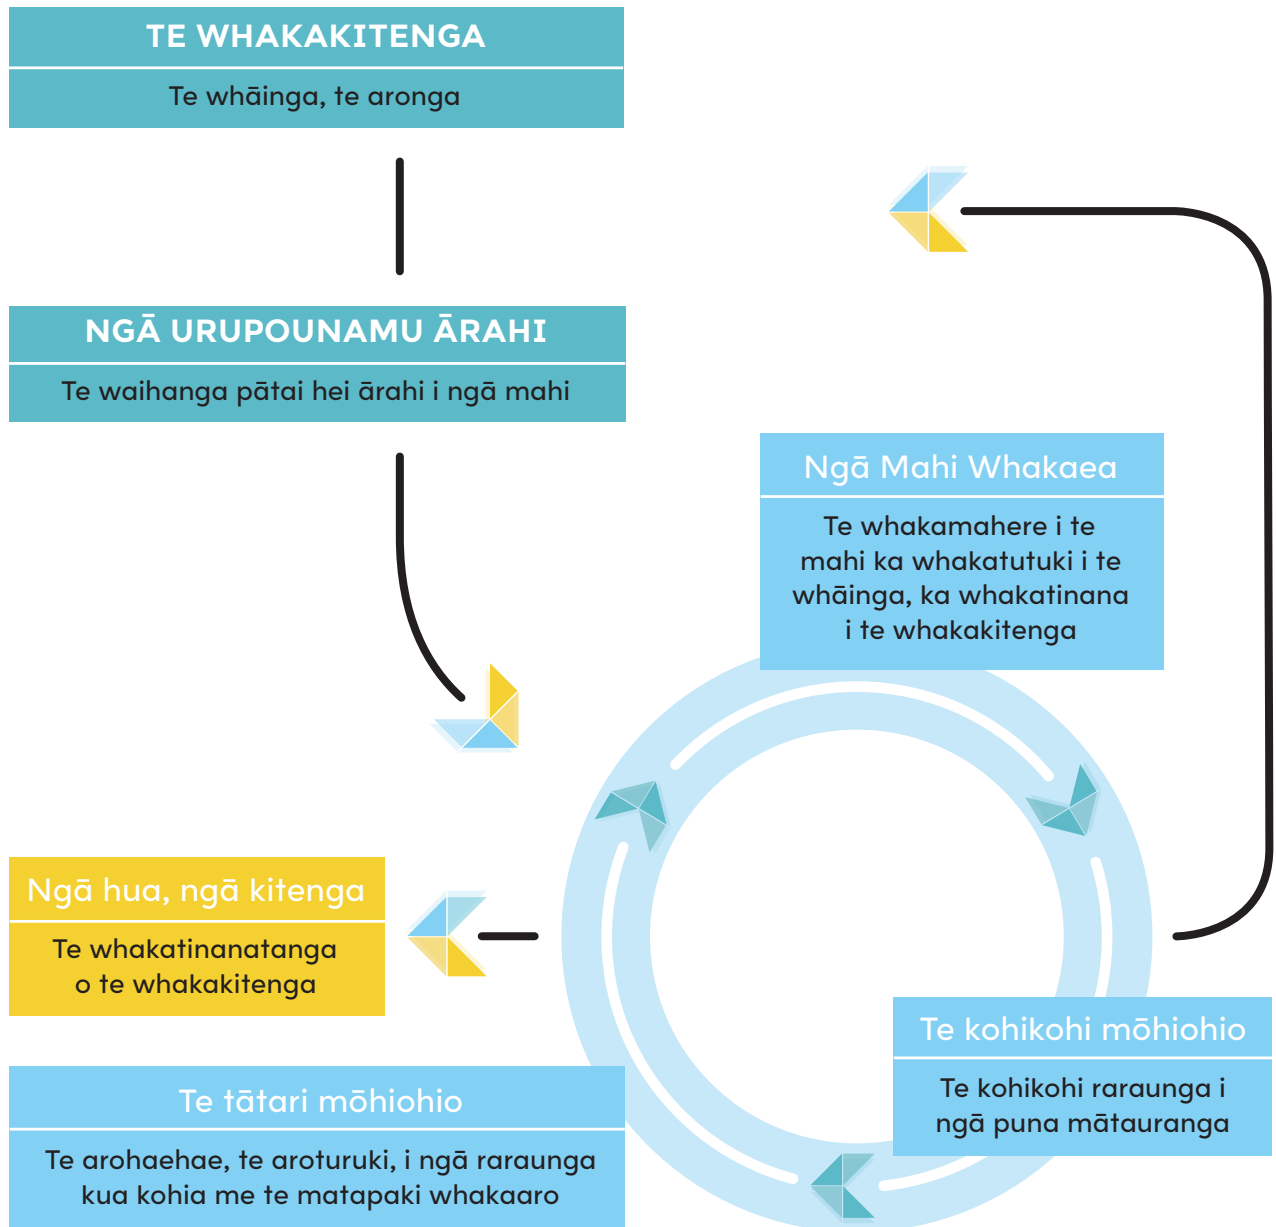 TE WHAKAKITENGA
Te whāinga, te aronga
NGĀ URUPOUNAMU ĀRAHI
Te waihanga pātai hei ārahi i ngā mahi
Ngā Mahi Whakaea
Te whakamahere i te
mahi ka whakatutuki i te
whāinga, ka whakatinana
i te whakakitenga
Ngā hua, ngā kitenga
Te whakatinanatanga
o te whakakitenga
Te kohikohi mōhiohio
Te kohikohi raraunga i
ngā puna mātauranga
Te tātari mōhiohio
Te arohaehae, te aroturuki, i ngā raraunga
kua kohia me te matapaki whakaaro